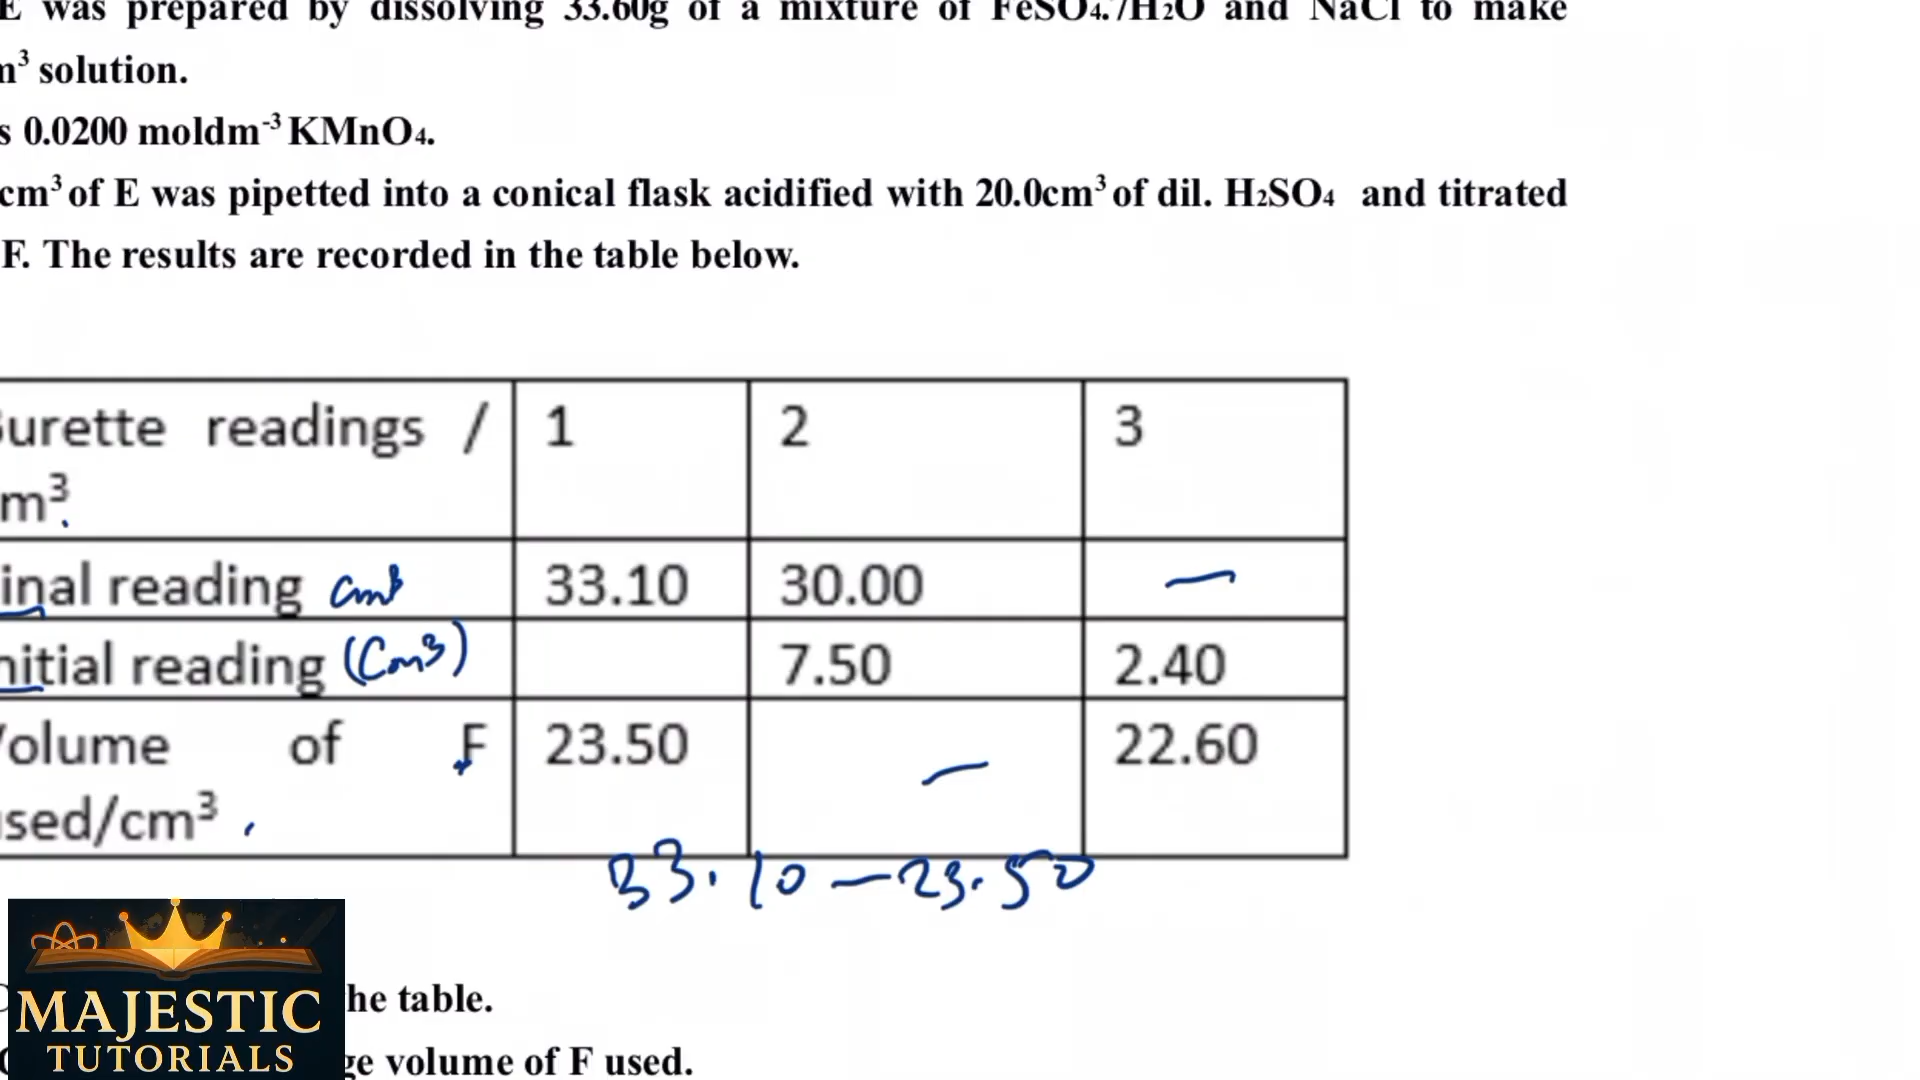 E was prepared by dissolving 33.60g of a mixture of FeSO4.7H2O and NaCl to make
m³ solution.
s 0.0200 moldm⁻³ KMnO4.
cm³ of E was pipetted into a conical flask acidified with 20.0cm³ of dil. H2SO4 and titrated
F. The results are recorded in the table below.
urette readings / 1 2 3
m³
inal reading cm³ 33.10 30.00 —
nitial reading (Cm³) 7.50 2.40
olume of F 23.50 — 22.60
sed/cm³
33.10 — 23.50
he table.
ge volume of F used.
MAJESTIC
TUTORIALS